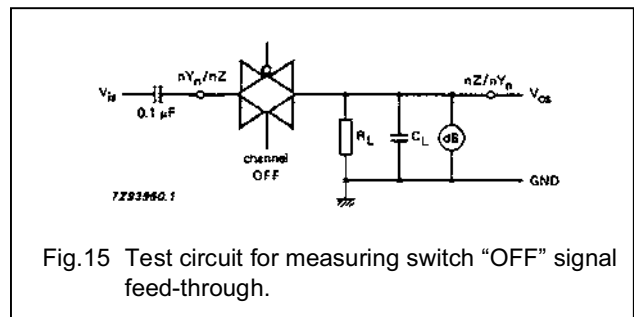 nYn/nZ
nZ/nYn
Vis
Vos
0.1 µF
RL
CL
dB
channel
OFF
GND
7Z93960.1
Fig.15 Test circuit for measuring switch “OFF” signal
feed-through.